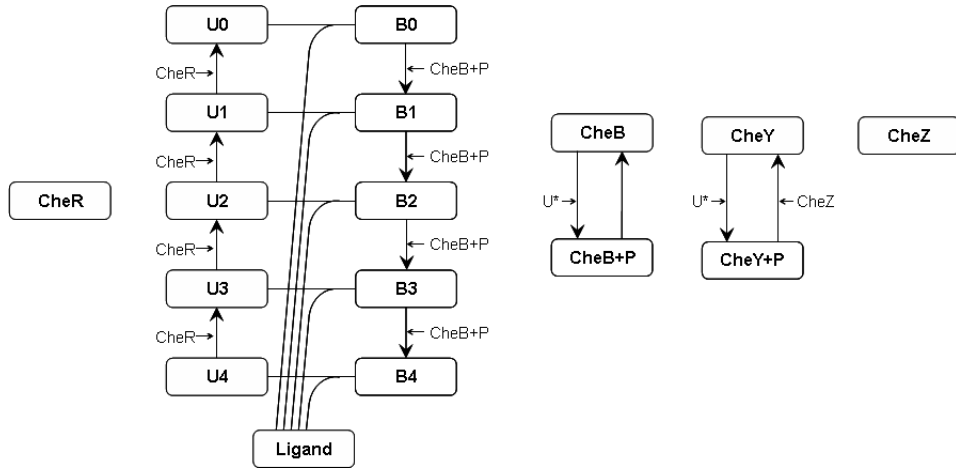 U0
B0
CheR
CheB+P
U1
B1
CheB
CheY
CheZ
CheR
CheB+P
CheR
U2
B2
U*
U*
CheZ
CheR
CheB+P
CheB+P
CheY+P
U3
B3
CheR
CheB+P
U4
B4
Ligand